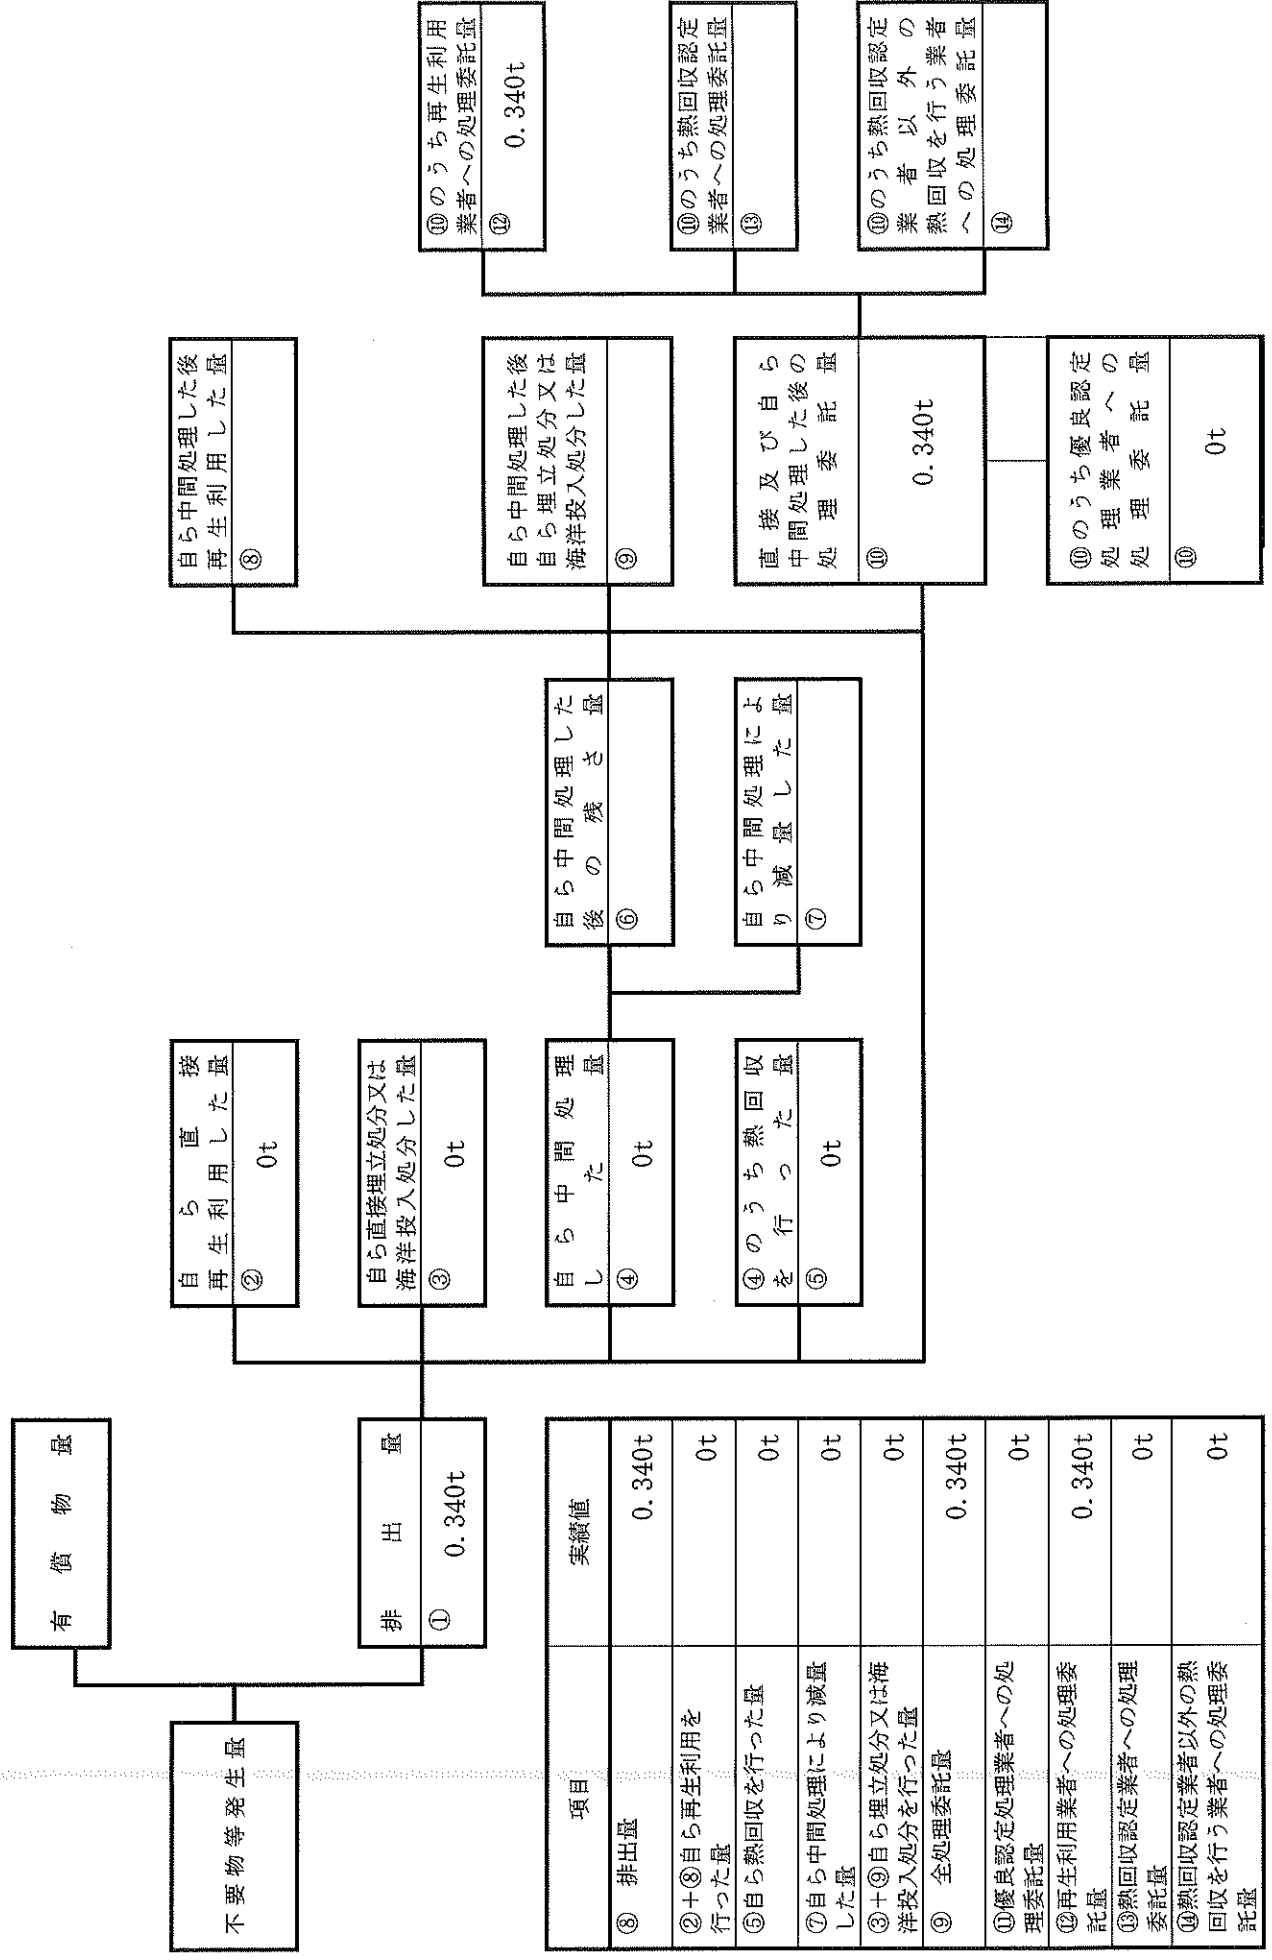 有償物量
不要物等発生量
排出量
① 0.340t
自ら直接
再生利用した量
② 0t
自ら直接埋立処分又は
海洋投入処分した量
③ 0t
自ら中間処理
した量
④ 0t
④のうち熱回収
を行った量
⑤ 0t
自ら中間処理した
後の残さ量
⑥
自ら中間処理によ
り減量した量
⑦
自ら中間処理した後
再生利用した量
⑧
自ら中間処理した後
自ら埋立処分又は
海洋投入処分した量
⑨
直接及び自ら
中間処理した後の
処理委託量
⑩ 0.340t
⑩のうち優良認定
処理業者への
処理委託量
⑩ 0t
⑩のうち再生利用
業者への処理委託量
⑫ 0.340t
⑩のうち熱回収認定
業者への処理委託量
⑬
⑩のうち熱回収認定
業者以外の
熱回収を行う業者
への処理委託量
⑭
項目 実績値
⑧ 排出量 0.340t
②+⑧自ら再生利用を
行った量 0t
⑤自ら熱回収を行った量 0t
⑦自ら中間処理により減量
した量 0t
③+⑨自ら埋立処分又は海
洋投入処分を行った量 0t
⑨ 全処理委託量 0.340t
⑪優良認定処理業者への処
理委託量 0t
⑫再生利用業者への処理委
託量 0.340t
⑬熱回収認定業者への処理
委託量 0t
⑭熱回収認定業者以外の熱
回収を行う業者への処理委
託量 0t